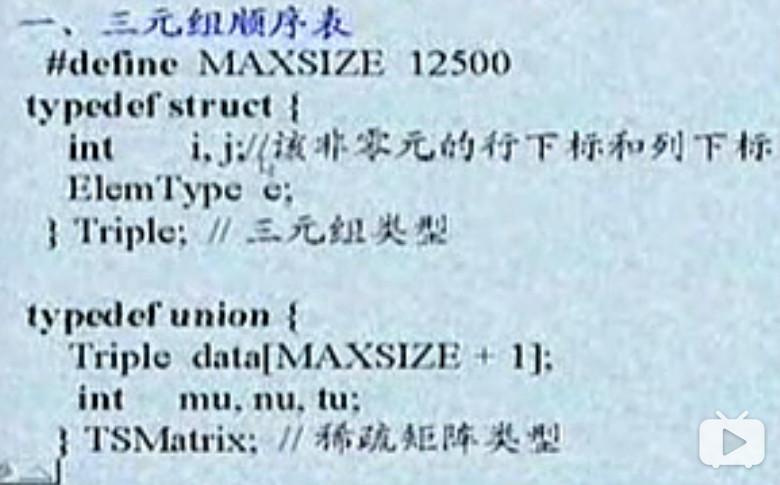 一、三元组顺序表
#define MAXSIZE 12500
typedef struct {
int i, j;//该非零元的行下标和列下标
ElemType e;
} Triple; // 三元组类型
typedef union {
Triple data[MAXSIZE + 1];
int mu, nu, tu;
} TSMatrix; // 稀疏矩阵类型